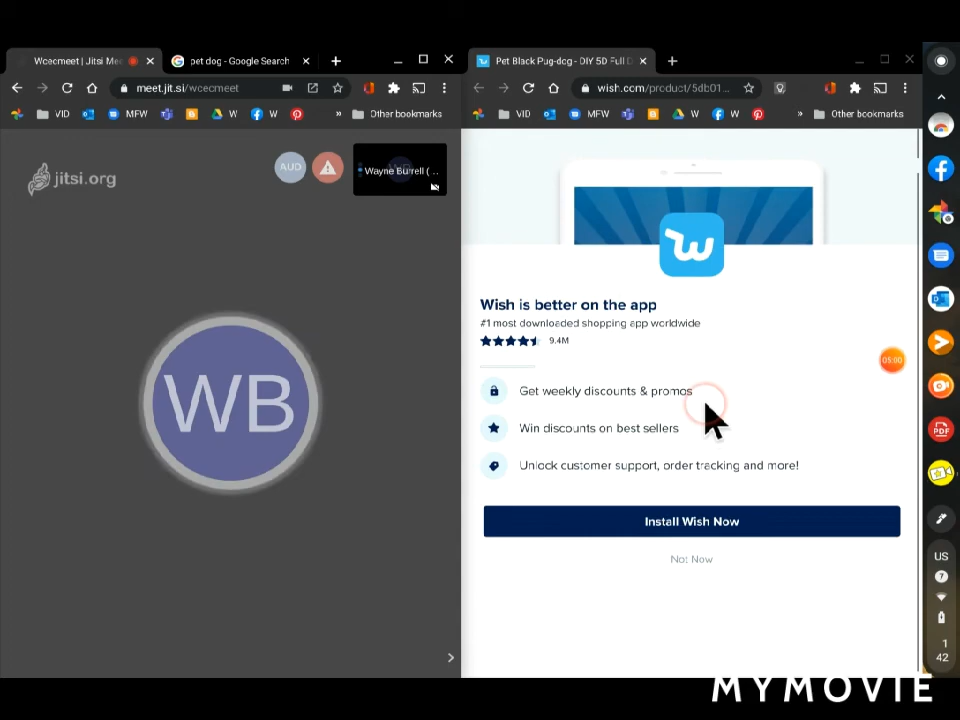 Wcecmeet | Jitsi Me
pet dog - Google Search
meet.jit.si/wcecmeet
VID
MFW
W
W
»
Other bookmarks
jitsi.org
AUD
Wayne Burrell ( ...
WB
Pet Black Pug-dog - DIY 5D Full D
wish.com/product/5db01...
VID
MFW
W
W
»
Other bookmarks
Wish is better on the app
#1 most downloaded shopping app worldwide
9.4M
Get weekly discounts & promos
Win discounts on best sellers
Unlock customer support, order tracking and more!
Install Wish Now
Not Now
05:00
PDF
US
7
1
42
MYMOVIE